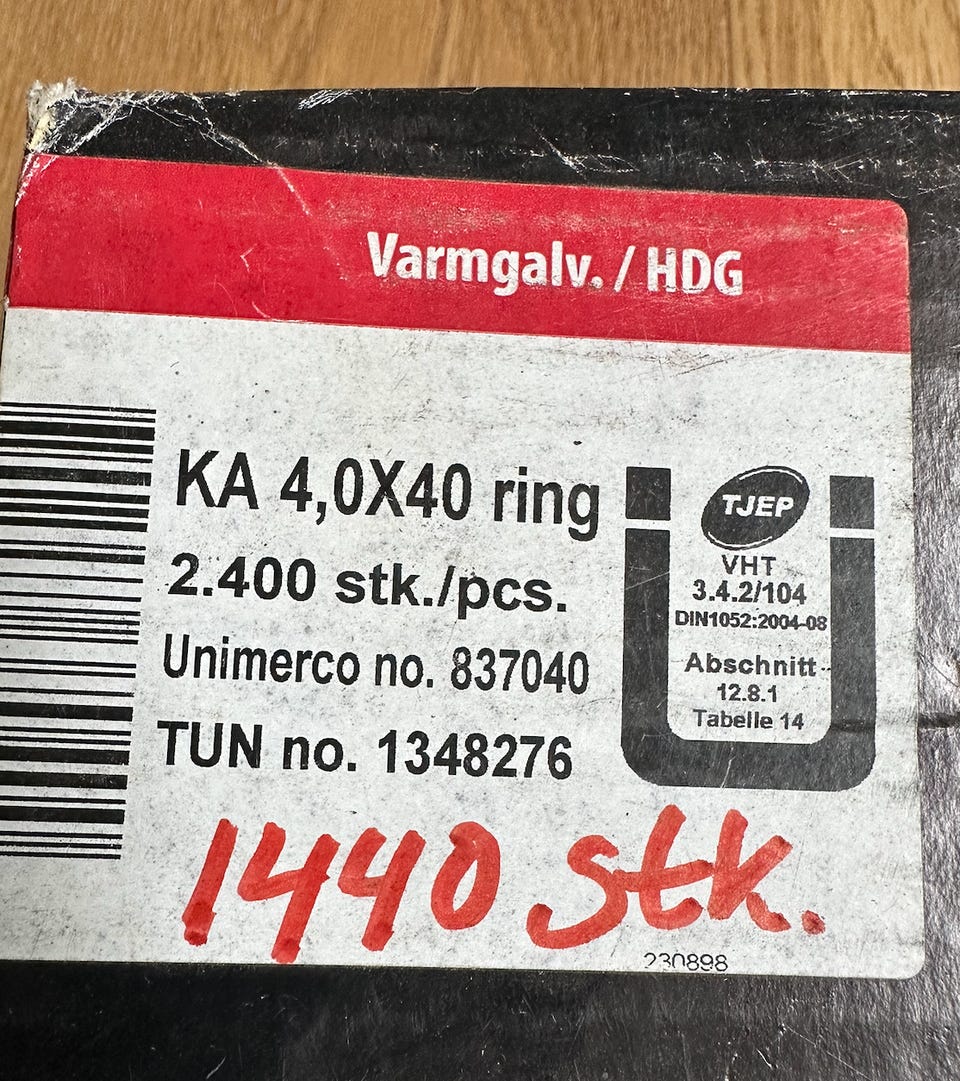 Varmgalv. / HDG
KA 4,0X40 ring
2.400 stk./pcs.
Unimerco no. 837040
TUN no. 1348276
TJEP
VHT
3.4.2/104
DIN1052:2004-08
Abschnitt
12.8.1
Tabelle 14
1440 stk.
230898